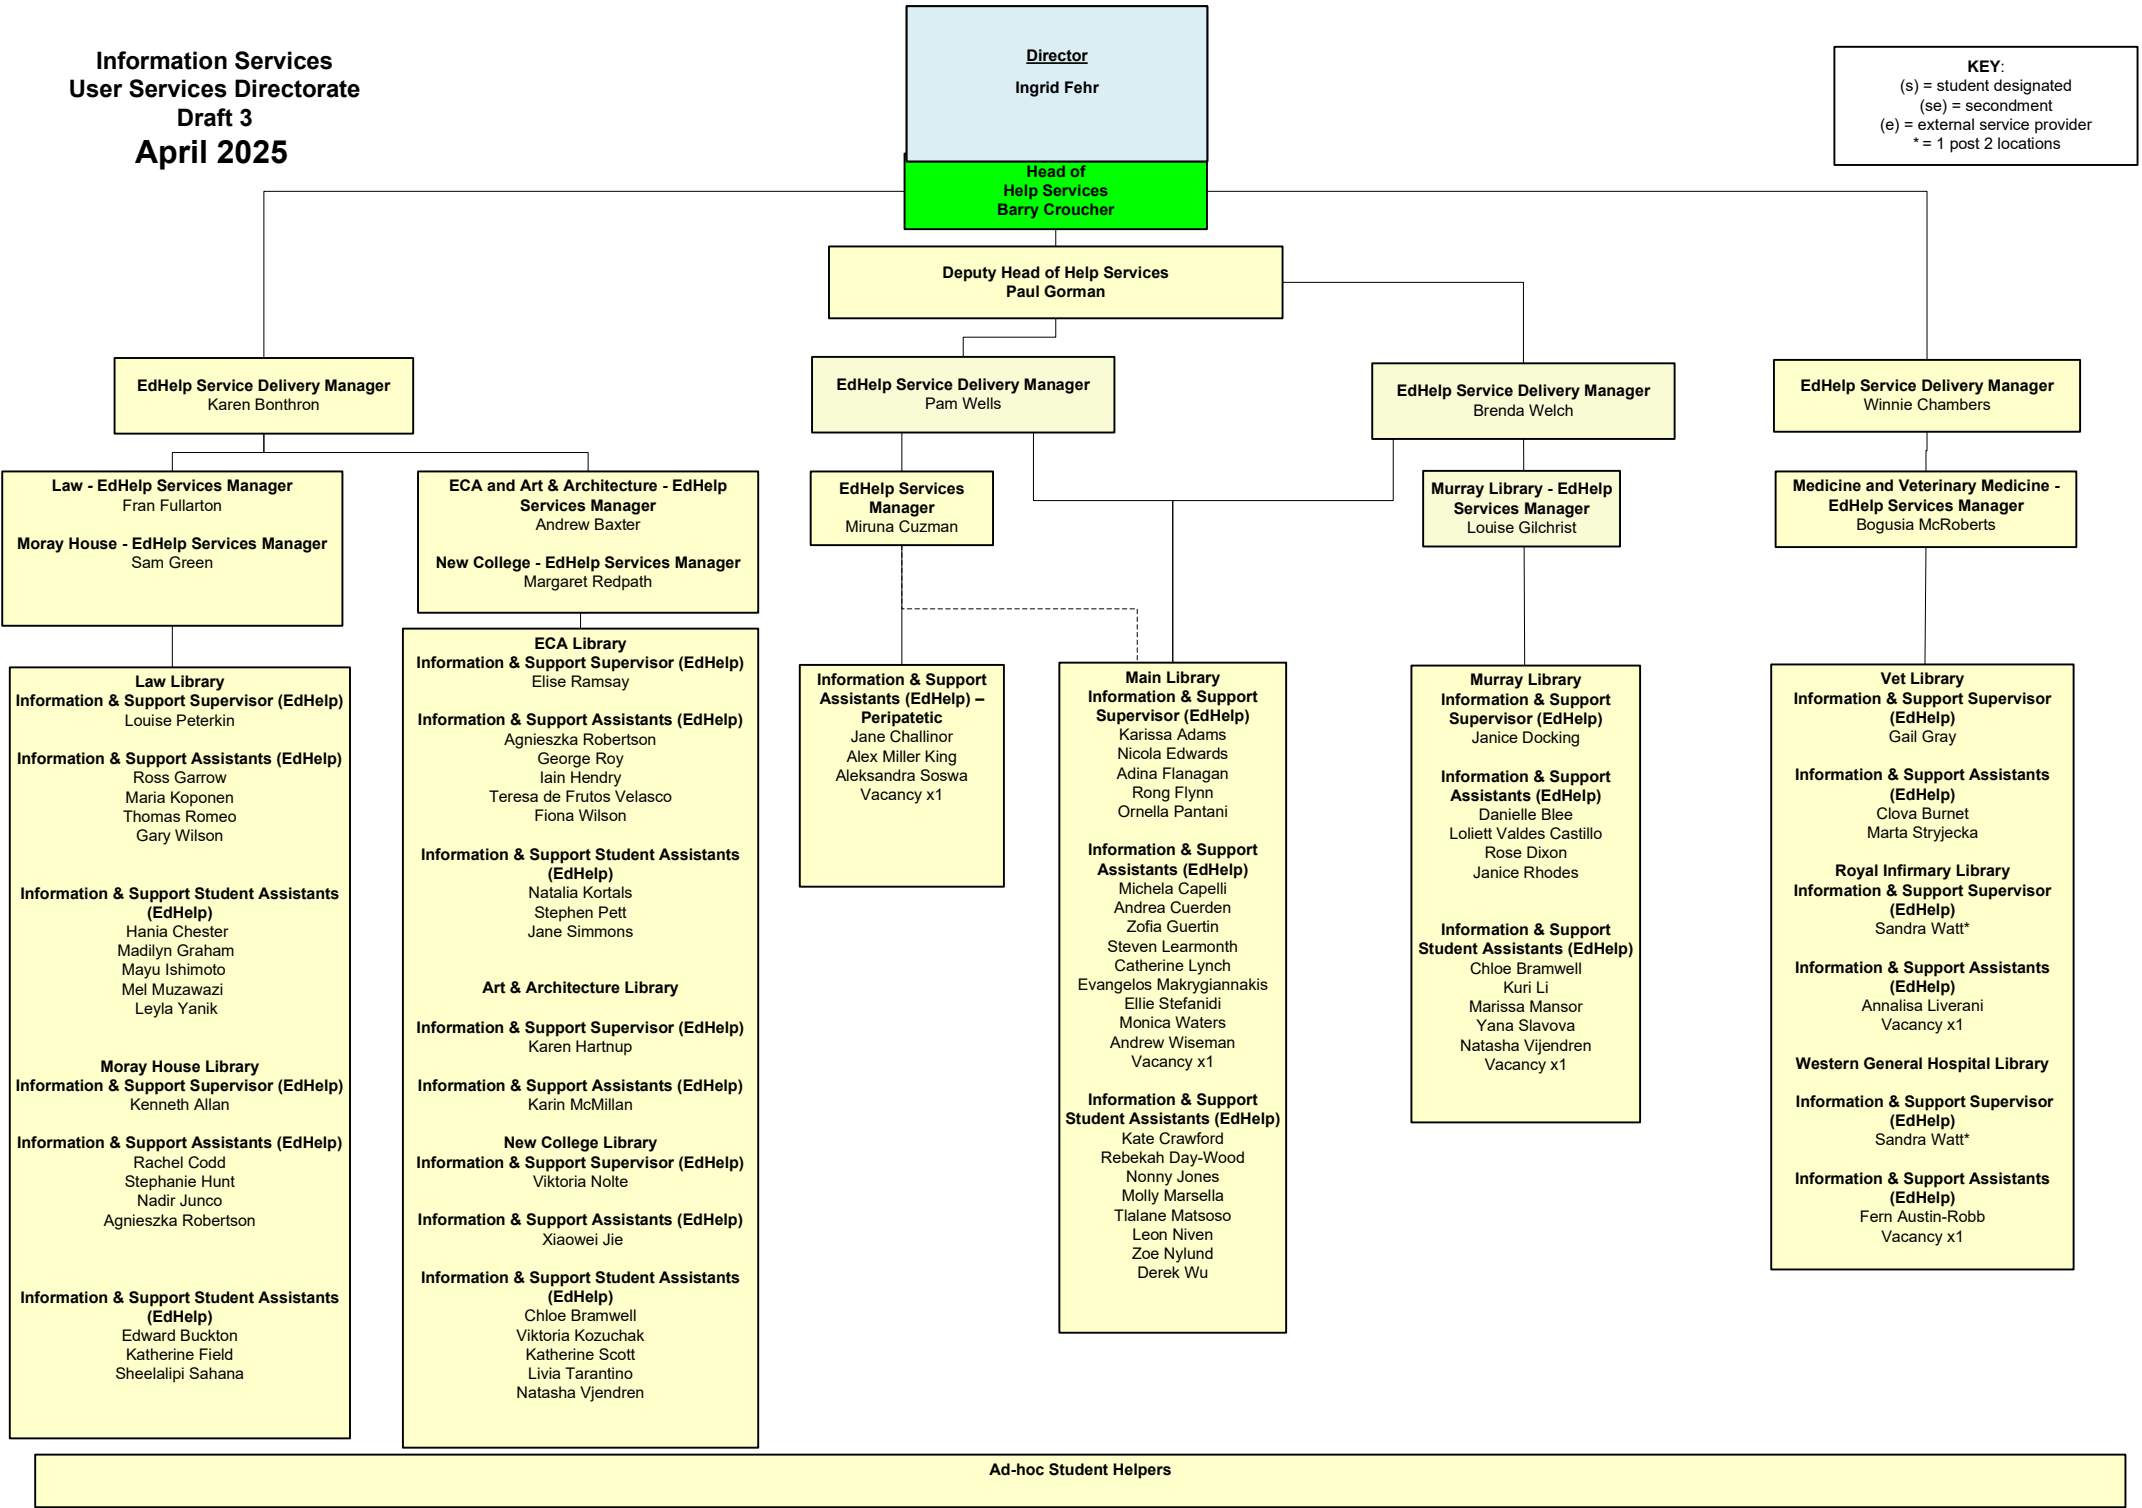 Information Services
User Services Directorate
Draft 3
April 2025
Director
Ingrid Fehr
KEY:
(s) = student designated
(se) = secondment
(e) = external service provider
* = 1 post 2 locations
Head of
Help Services
Barry Croucher
Deputy Head of Help Services
Paul Gorman
EdHelp Service Delivery Manager
Karen Bonthron
EdHelp Service Delivery Manager
Pam Wells
EdHelp Service Delivery Manager
Brenda Welch
EdHelp Service Delivery Manager
Winnie Chambers
Law - EdHelp Services Manager
Fran Fullarton
Moray House - EdHelp Services Manager
Sam Green
ECA and Art & Architecture - EdHelp
Services Manager
Andrew Baxter
New College - EdHelp Services Manager
Margaret Redpath
EdHelp Services
Manager
Miruna Cuzman
Murray Library - EdHelp
Services Manager
Louise Gilchrist
Medicine and Veterinary Medicine -
EdHelp Services Manager
Bogusia McRoberts
Law Library
Information & Support Supervisor (EdHelp)
Louise Peterkin
Information & Support Assistants (EdHelp)
Ross Garrow
Maria Koponen
Thomas Romeo
Gary Wilson
Information & Support Student Assistants
(EdHelp)
Hania Chester
Madilyn Graham
Mayu Ishimoto
Mel Muzawazi
Leyla Yanik
Moray House Library
Information & Support Supervisor (EdHelp)
Kenneth Allan
Information & Support Assistants (EdHelp)
Rachel Codd
Stephanie Hunt
Nadir Junco
Agnieszka Robertson
Information & Support Student Assistants
(EdHelp)
Edward Buckton
Katherine Field
Sheelalipi Sahana
ECA Library
Information & Support Supervisor (EdHelp)
Elise Ramsay
Information & Support Assistants (EdHelp)
Agnieszka Robertson
George Roy
Iain Hendry
Teresa de Frutos Velasco
Fiona Wilson
Information & Support Student Assistants
(EdHelp)
Natalia Kortals
Stephen Pett
Jane Simmons
Art & Architecture Library
Information & Support Supervisor (EdHelp)
Karen Hartnup
Information & Support Assistants (EdHelp)
Karin McMillan
New College Library
Information & Support Supervisor (EdHelp)
Viktoria Nolte
Information & Support Assistants (EdHelp)
Xiaowei Jie
Information & Support Student Assistants
(EdHelp)
Chloe Bramwell
Viktoria Kozuchak
Katherine Scott
Livia Tarantino
Natasha Vjendren
Information & Support
Assistants (EdHelp) –
Peripatetic
Jane Challinor
Alex Miller King
Aleksandra Soswa
Vacancy x1
Main Library
Information & Support
Supervisor (EdHelp)
Karissa Adams
Nicola Edwards
Adina Flanagan
Rong Flynn
Ornella Pantani
Information & Support
Assistants (EdHelp)
Michela Capelli
Andrea Cuerden
Zofia Guertin
Steven Learmonth
Catherine Lynch
Evangelos Makrygiannakis
Ellie Stefanidi
Monica Waters
Andrew Wiseman
Vacancy x1
Information & Support
Student Assistants (EdHelp)
Kate Crawford
Rebekah Day-Wood
Nonny Jones
Molly Marsella
Tlalane Matsoso
Leon Niven
Zoe Nylund
Derek Wu
Murray Library
Information & Support
Supervisor (EdHelp)
Janice Docking
Information & Support
Assistants (EdHelp)
Danielle Blee
Loliett Valdes Castillo
Rose Dixon
Janice Rhodes
Information & Support
Student Assistants (EdHelp)
Chloe Bramwell
Kuri Li
Marissa Mansor
Yana Slavova
Natasha Vijendren
Vacancy x1
Vet Library
Information & Support Supervisor
(EdHelp)
Gail Gray
Information & Support Assistants
(EdHelp)
Clova Burnet
Marta Stryjecka
Royal Infirmary Library
Information & Support Supervisor
(EdHelp)
Sandra Watt*
Information & Support Assistants
(EdHelp)
Annalisa Liverani
Vacancy x1
Western General Hospital Library
Information & Support Supervisor
(EdHelp)
Sandra Watt*
Information & Support Assistants
(EdHelp)
Fern Austin-Robb
Vacancy x1
Ad-hoc Student Helpers